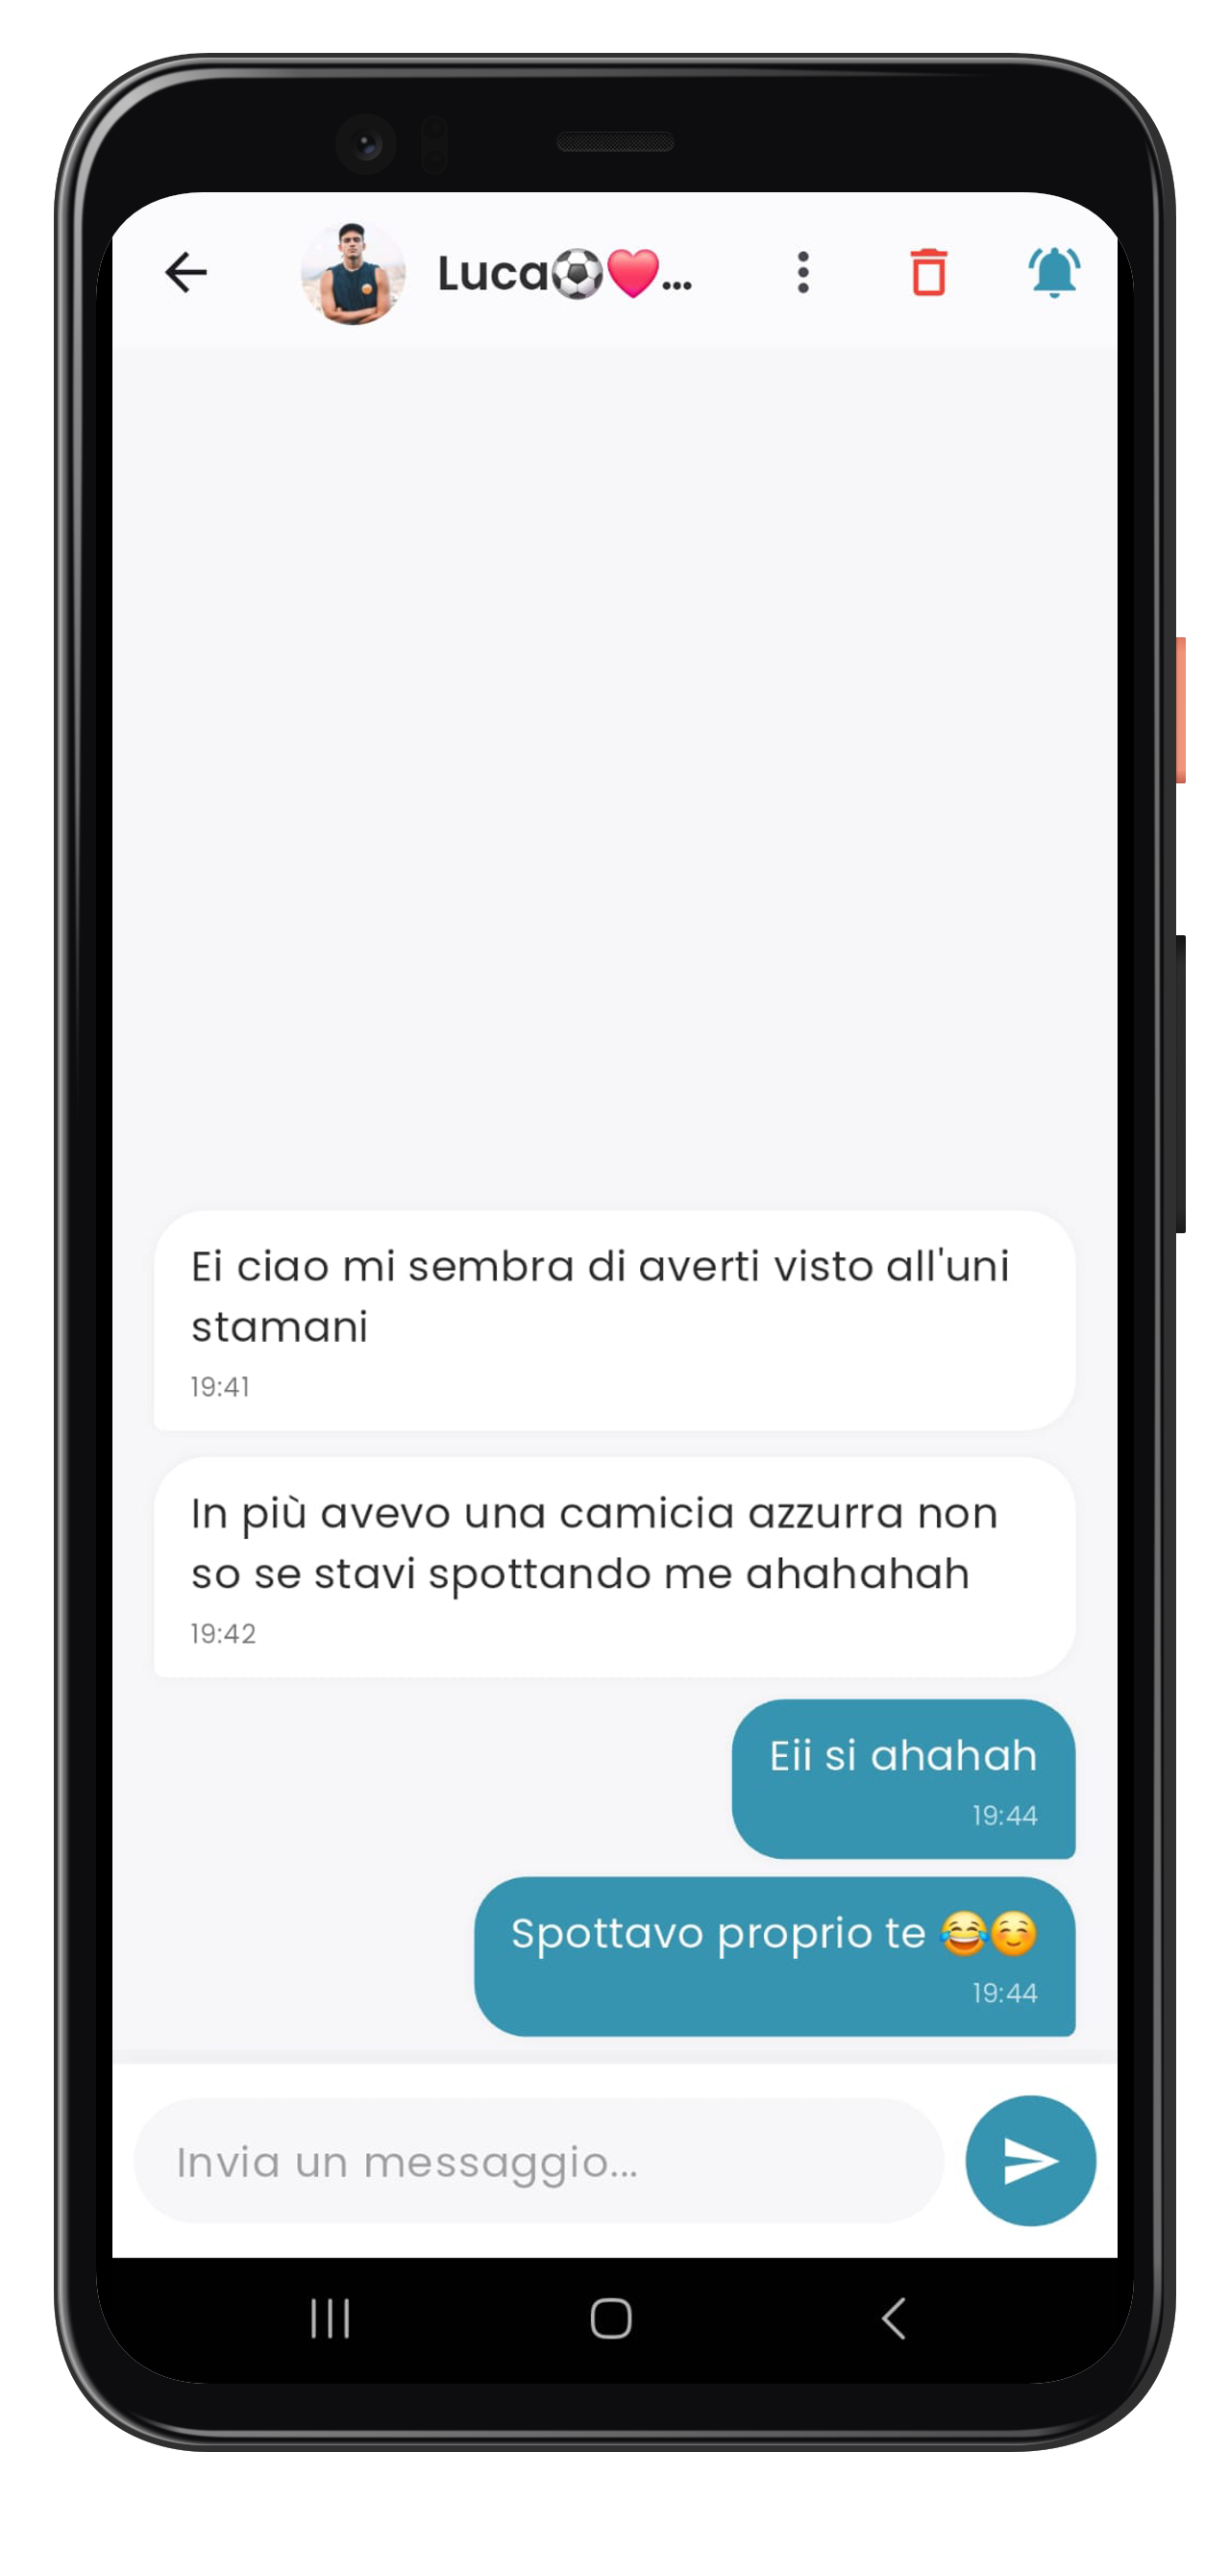 Luca⚽❤️...
Ei ciao mi sembra di averti visto all'uni
stamani
19:41
In più avevo una camicia azzurra non
so se stavi spottando me ahahahah
19:42
Eii si ahahah
19:44
Spottavo proprio te 😂☺️
19:44
Invia un messaggio...